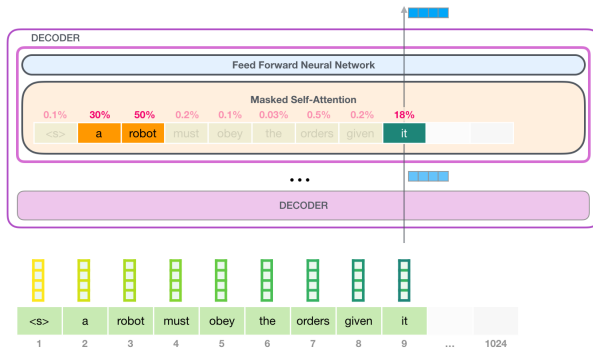 DECODER
Feed Forward Neural Network
Masked Self-Attention
0.1% 30% 50% 0.2% 0.1% 0.03% 0.5% 0.2% 18%
<s> a robot must obey the orders given it
...
DECODER
<s> a robot must obey the orders given it
1 2 3 4 5 6 7 8 9 ... 1024